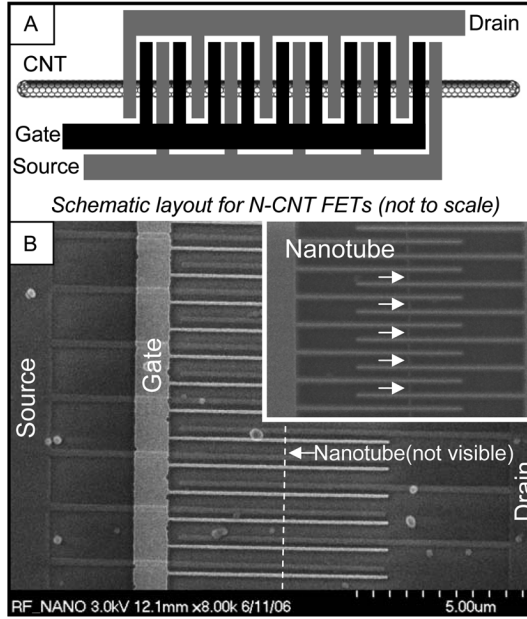 A
Drain
CNT
Gate
Source
Schematic layout for N-CNT FETs (not to scale)
B
Nanotube
Source
Gate
Nanotube(not visible)
Drain
RF_NANO 3.0kV 12.1mm x8.00k 6/11/06
5.00um